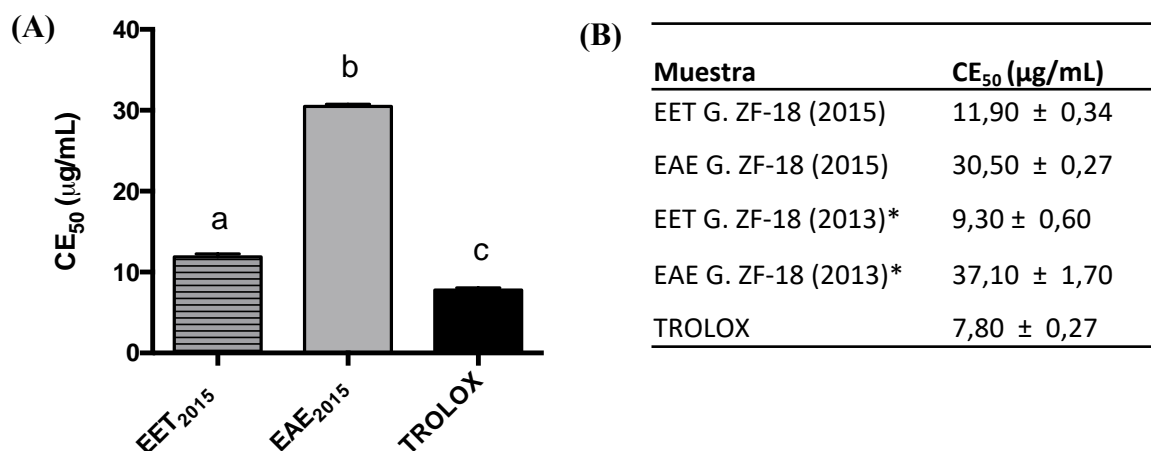 (A)
CE50 (µg/mL)
40
30
20
10
0
a
b
c
EET2015
EAE2015
TROLOX
(B)
Muestra CE50 (µg/mL)
EET G. ZF-18 (2015) 11,90 ± 0,34
EAE G. ZF-18 (2015) 30,50 ± 0,27
EET G. ZF-18 (2013)* 9,30 ± 0,60
EAE G. ZF-18 (2013)* 37,10 ± 1,70
TROLOX 7,80 ± 0,27